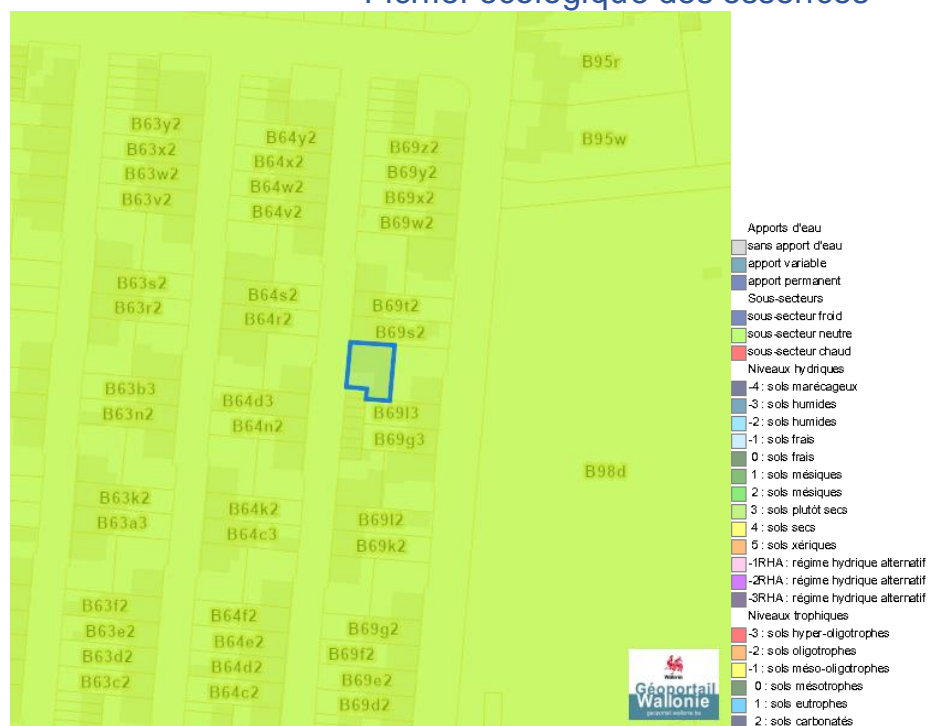 Fichier écologique des essences
B95r
B63y2
B63x2
B63w2
B63v2
B64y2
B64x2
B64w2
B64v2
B69z2
B69y2
B69x2
B69w2
B95w
B63s2
B63r2
B64s2
B64r2
B69t2
B69s2
B63b3
B63n2
B64d3
B64n2
B69l3
B69g3
B98d
B63k2
B63a3
B64k2
B64c3
B69l2
B69k2
B63f2
B63e2
B63d2
B63c2
B64f2
B64e2
B64d2
B64c2
B69g2
B69f2
B69e2
B69d2
Wallonie
Géoportail
Wallonie
geoportail.wallonie.be
Apports d'eau
sans apport d'eau
apport variable
apport permanent
Sous-secteurs
sous-secteur froid
sous-secteur neutre
sous-secteur chaud
Niveaux hydriques
-4 : sols marécageux
-3 : sols humides
-2 : sols humides
-1 : sols frais
0 : sols frais
1 : sols mésiques
2 : sols mésiques
3 : sols plutôt secs
4 : sols secs
5 : sols xériques
-1RHA : régime hydrique alternatif
-2RHA : régime hydrique alternatif
-3RHA : régime hydrique alternatif
Niveaux trophiques
-3 : sols hyper-oligotrophes
-2 : sols oligotrophes
-1 : sols méso-oligotrophes
0 : sols mésotrophes
1 : sols eutrophes
2 : sols carbonatés